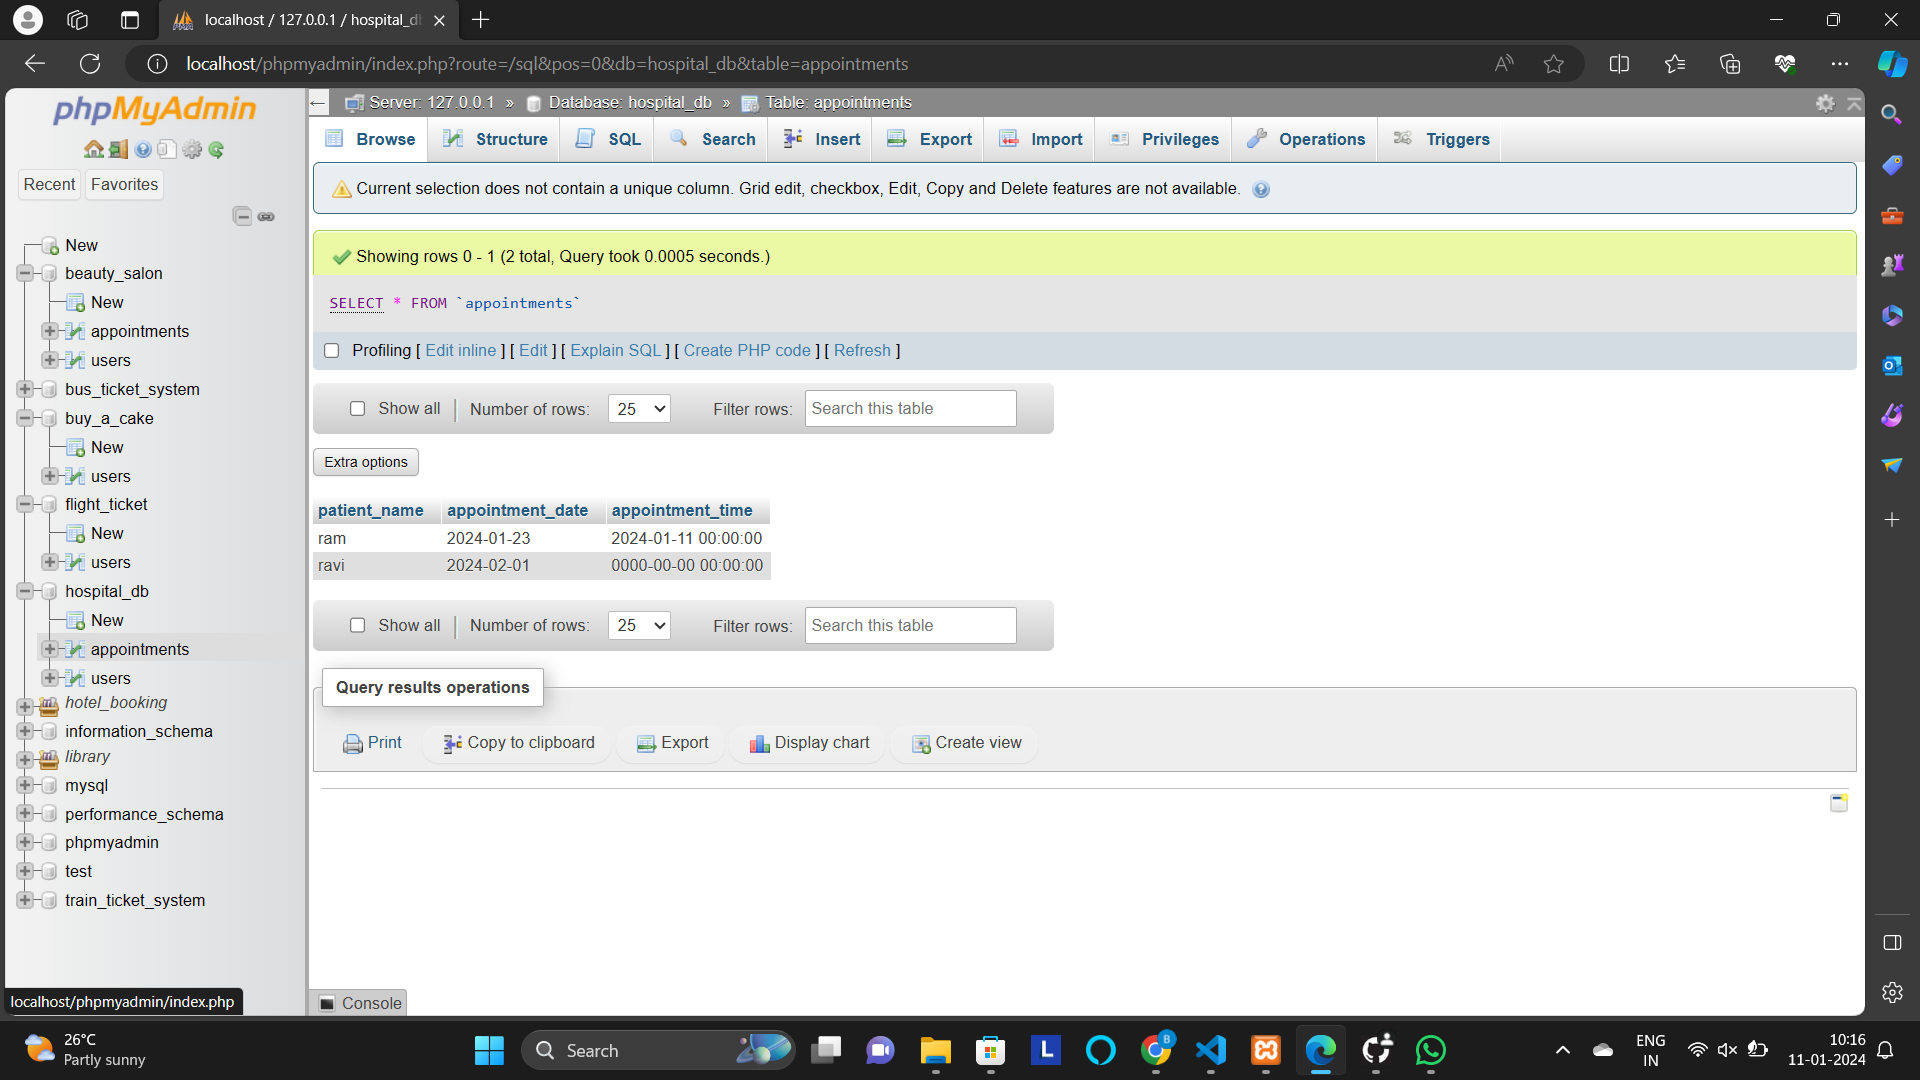 localhost / 127.0.0.1 / hospital_d
localhost/phpmyadmin/index.php?route=/sql&pos=0&db=hospital_db&table=appointments
phpMyAdmin
Recent
Favorites
New
beauty_salon
New
appointments
users
bus_ticket_system
buy_a_cake
New
users
flight_ticket
New
users
hospital_db
New
appointments
users
hotel_booking
information_schema
library
mysql
performance_schema
phpmyadmin
test
train_ticket_system
localhost/phpmyadmin/index.php
Server: 127.0.0.1 » Database: hospital_db » Table: appointments
Browse Structure SQL Search Insert Export Import Privileges Operations Triggers
Current selection does not contain a unique column. Grid edit, checkbox, Edit, Copy and Delete features are not available.
Showing rows 0 - 1 (2 total, Query took 0.0005 seconds.)
SELECT * FROM `appointments`
Profiling [ Edit inline ] [ Edit ] [ Explain SQL ] [ Create PHP code ] [ Refresh ]
Show all Number of rows: 25 Filter rows: Search this table
Extra options
patient_name appointment_date appointment_time
ram 2024-01-23 2024-01-11 00:00:00
ravi 2024-02-01 0000-00-00 00:00:00
Show all Number of rows: 25 Filter rows: Search this table
Query results operations
Print Copy to clipboard Export Display chart Create view
Console
26°C
Partly sunny
Search
ENG
IN
10:16
11-01-2024